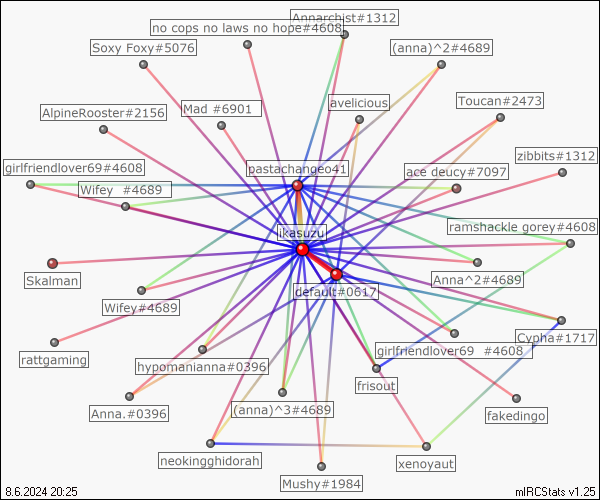 Annarchist#1312
no cops no laws no hope#4608
Soxy Foxy#5076
(anna)^2#4689
avelicious
Toucan#2473
AlpineRooster#2156
Mad #6901
zibbits#1312
girlfriendlover69#4608
pastachangeo41
ace deucy#7097
Wifey #4689
ramshackle gorey#4608
ikasuzu
Skalman
Anna^2#4689
default#0617
Wifey#4689
Cypha#1717
girlfriendlover69 #4608
rattgaming
hypomanianna#0396
frisout
Anna.#0396
(anna)^3#4689
fakedingo
neokingghidorah
xenoyaut
Mushy#1984
8.6.2024 20:25
mIRCStats v1.25